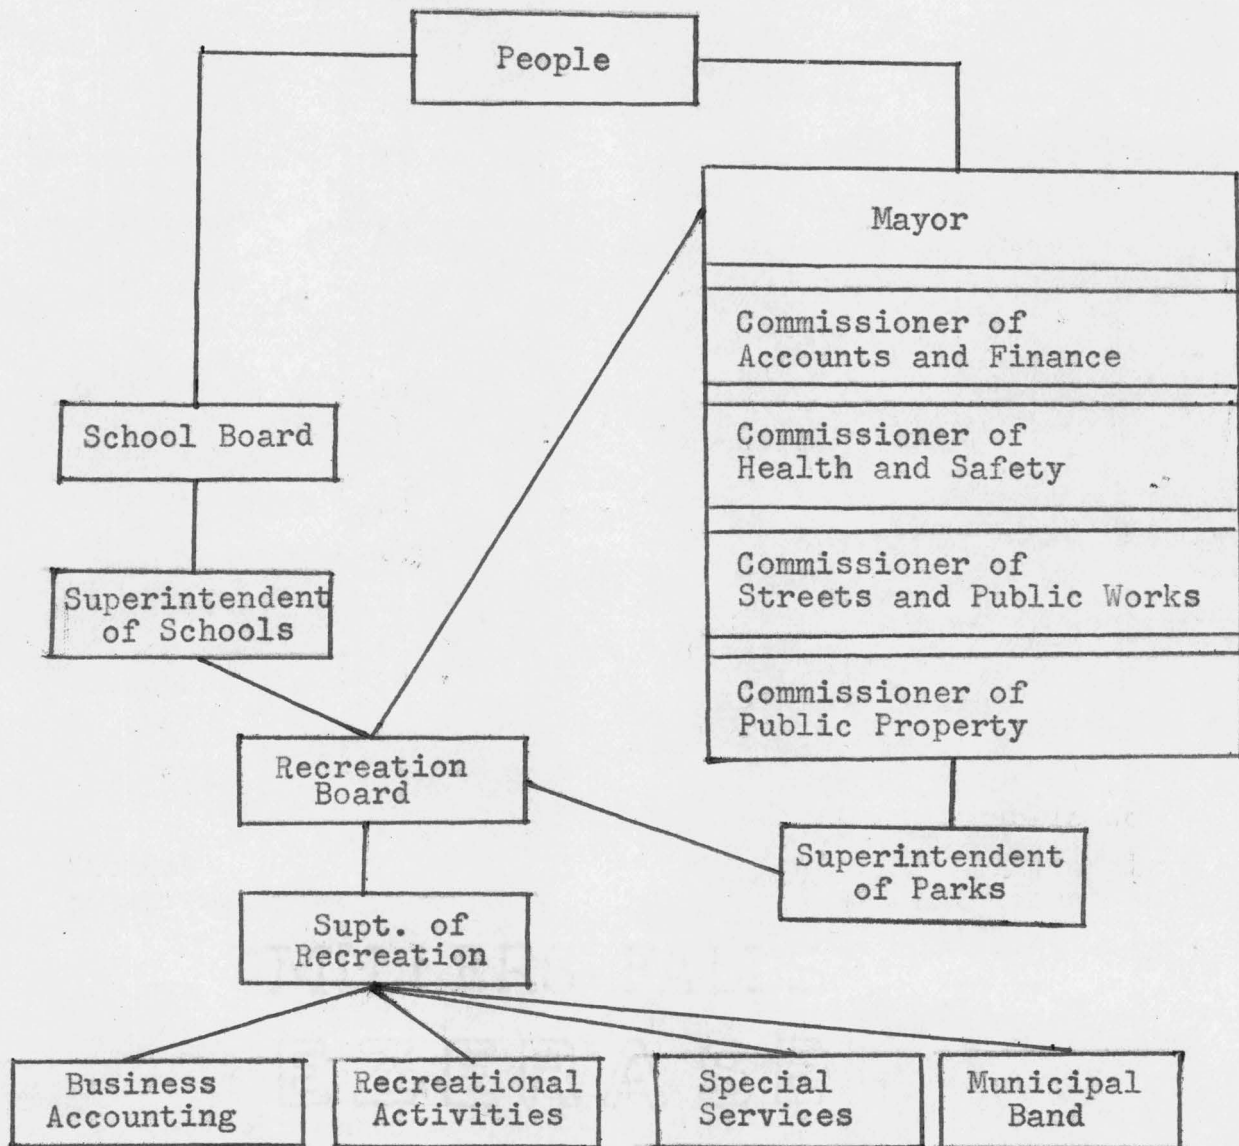 People
Mayor
Commissioner of
Accounts and Finance
School Board
Commissioner of
Health and Safety
Superintendent
of Schools
Commissioner of
Streets and Public Works
Commissioner of
Public Property
Recreation
Board
Superintendent
of Parks
Supt. of
Recreation
Business
Accounting
Recreational
Activities
Special
Services
Municipal
Band